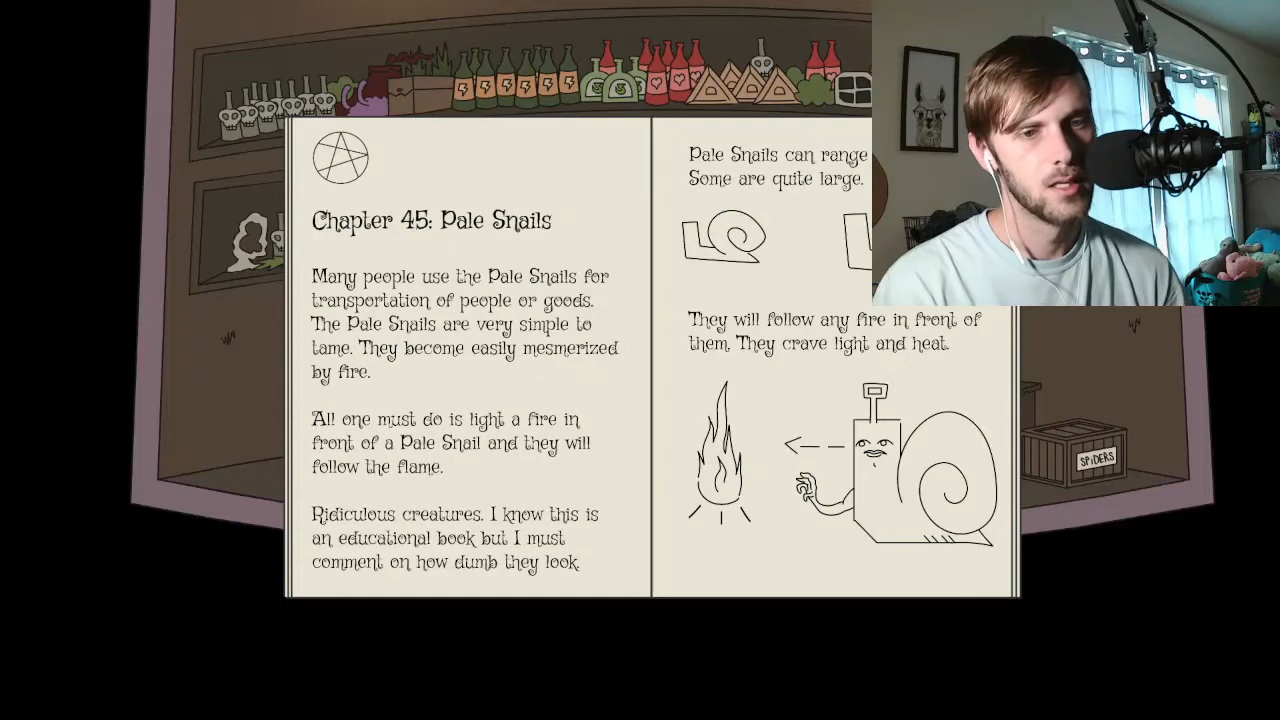 Chapter 45: Pale Snails
Many people use the Pale Snails for
transportation of people or goods.
The Pale Snails are very simple to
tame. They become easily mesmerized
by fire.
All one must do is light a fire in
front of a Pale Snail and they will
follow the flame.
Ridiculous creatures. I know this is
an educational book but I must
comment on how dumb they look.
Pale Snails can range
Some are quite large.
They will follow any fire in front of
them. They crave light and heat.
SPiDERS